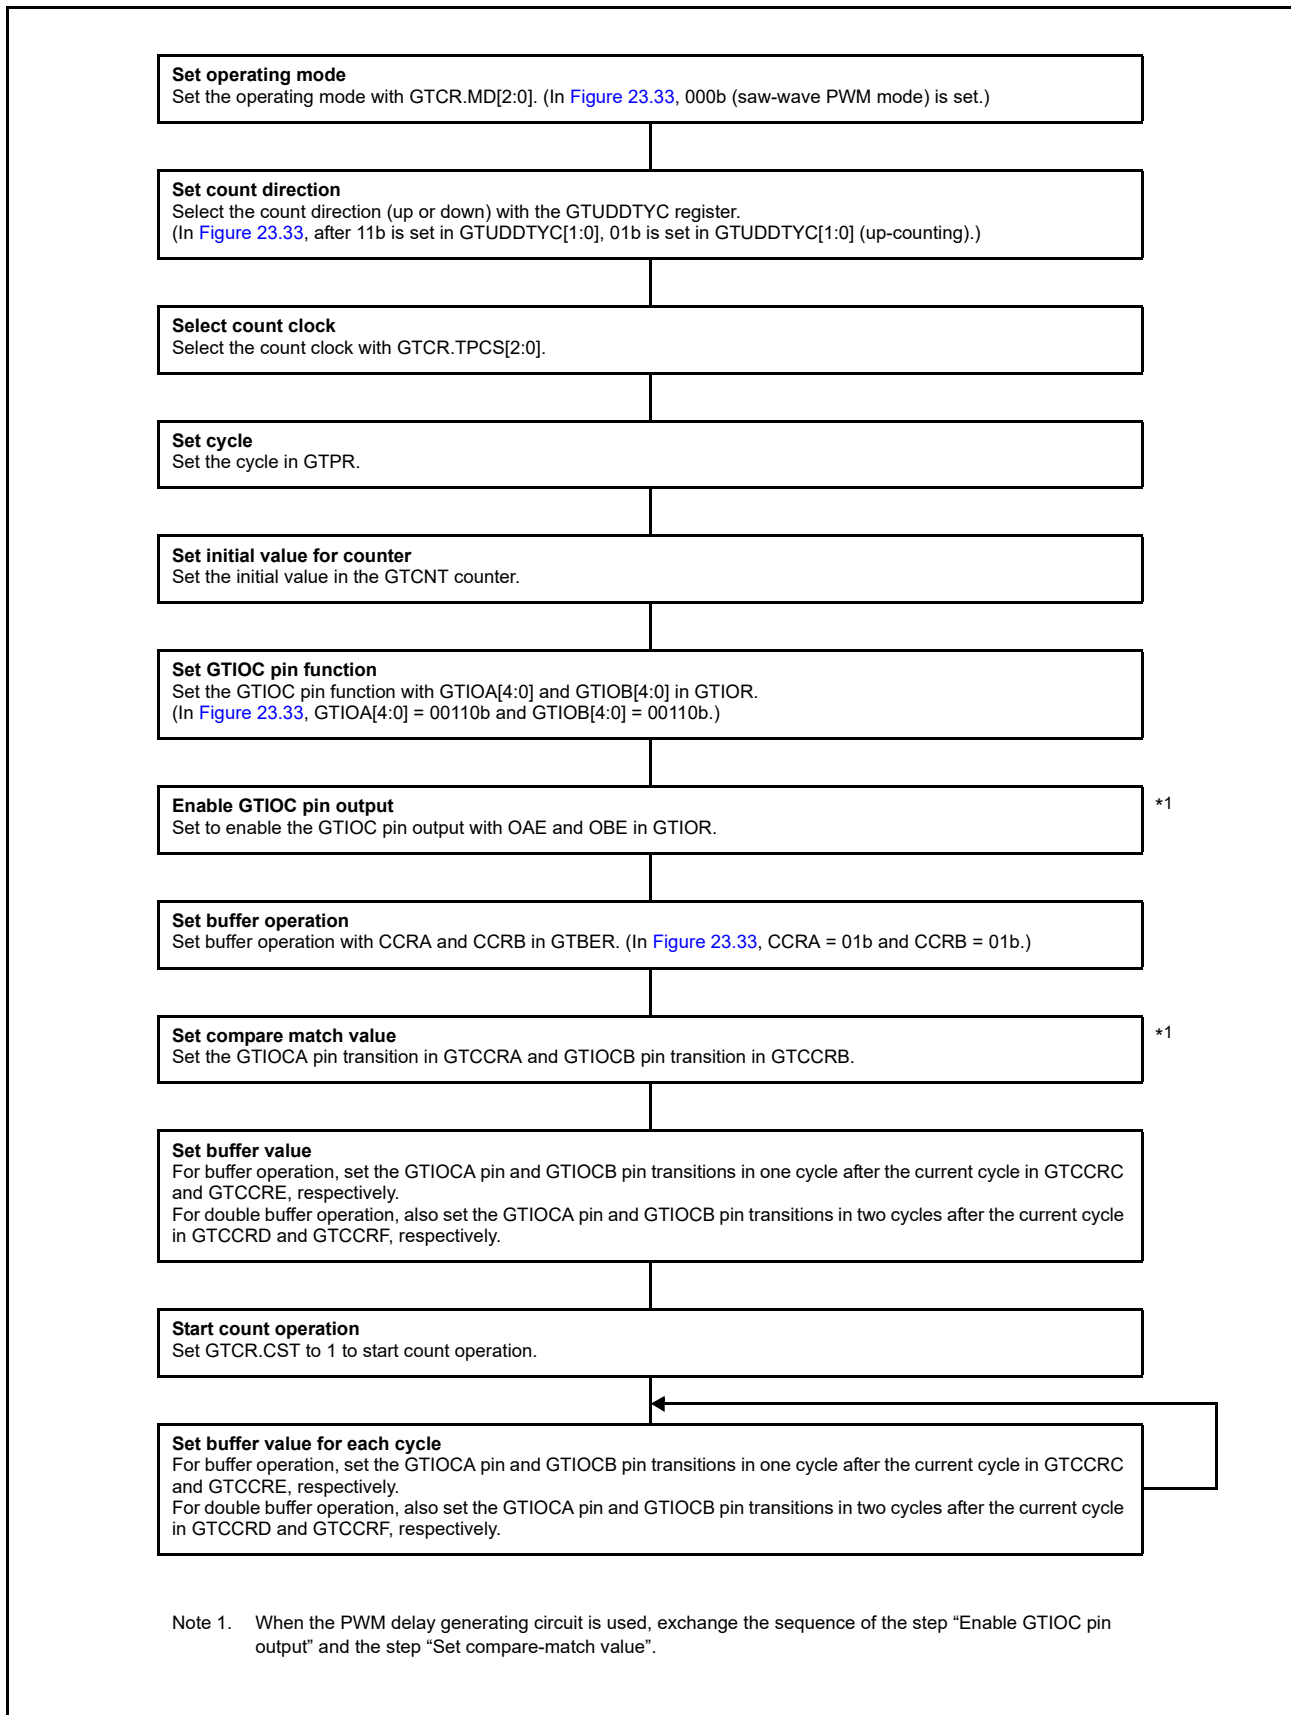 Set operating mode
Set the operating mode with GTCR.MD[2:0]. (In Figure 23.33, 000b (saw-wave PWM mode) is set.)
Set count direction
Select the count direction (up or down) with the GTUDDTYC register.
(In Figure 23.33, after 11b is set in GTUDDTYC[1:0], 01b is set in GTUDDTYC[1:0] (up-counting).)
Select count clock
Select the count clock with GTCR.TPCS[2:0].
Set cycle
Set the cycle in GTPR.
Set initial value for counter
Set the initial value in the GTCNT counter.
Set GTIOC pin function
Set the GTIOC pin function with GTIOA[4:0] and GTIOB[4:0] in GTIOR.
(In Figure 23.33, GTIOA[4:0] = 00110b and GTIOB[4:0] = 00110b.)
Enable GTIOC pin output *1
Set to enable the GTIOC pin output with OAE and OBE in GTIOR.
Set buffer operation
Set buffer operation with CCRA and CCRB in GTBER. (In Figure 23.33, CCRA = 01b and CCRB = 01b.)
Set compare match value *1
Set the GTIOCA pin transition in GTCCRA and GTIOCB pin transition in GTCCRB.
Set buffer value
For buffer operation, set the GTIOCA pin and GTIOCB pin transitions in one cycle after the current cycle in GTCCRC
and GTCCRE, respectively.
For double buffer operation, also set the GTIOCA pin and GTIOCB pin transitions in two cycles after the current cycle
in GTCCRD and GTCCRF, respectively.
Start count operation
Set GTCR.CST to 1 to start count operation.
Set buffer value for each cycle
For buffer operation, set the GTIOCA pin and GTIOCB pin transitions in one cycle after the current cycle in GTCCRC
and GTCCRE, respectively.
For double buffer operation, also set the GTIOCA pin and GTIOCB pin transitions in two cycles after the current cycle
in GTCCRD and GTCCRF, respectively.
Note 1. When the PWM delay generating circuit is used, exchange the sequence of the step “Enable GTIOC pin
output” and the step “Set compare-match value”.